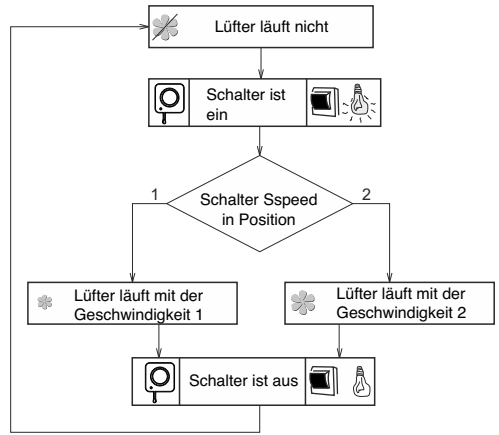 Lüfter läuft nicht
Schalter ist
ein
Schalter Sspeed
in Position
1
2
Lüfter läuft mit der
Geschwindigkeit 1
Lüfter läuft mit der
Geschwindigkeit 2
Schalter ist aus